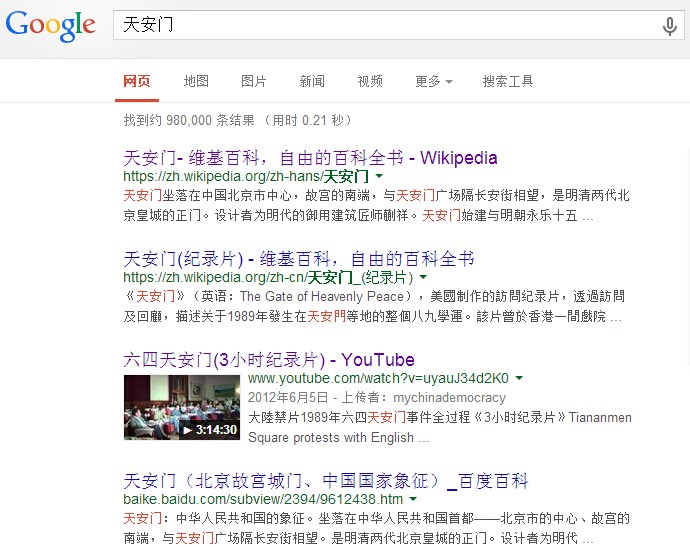 Google
天安门
网页 地图 图片 新闻 视频 更多 搜索工具
找到约 980,000 条结果 （用时 0.21 秒）
天安门- 维基百科，自由的百科全书 - Wikipedia
https://zh.wikipedia.org/zh-hans/天安门
天安门坐落在中国北京市中心，故宫的南端，与天安门广场隔长安街相望，是明清两代北
京皇城的正门。设计者为明代的御用建筑匠师蒯祥。天安门始建与明朝永乐十五 ...
天安门(纪录片) - 维基百科，自由的百科全书
https://zh.wikipedia.org/zh-cn/天安门_(纪录片)
《天安门》（英语：The Gate of Heavenly Peace），美國制作的訪問纪录片，透過訪問
及回顧，描述关于1989年發生在天安門等地的整個八九學運。該片曾於香港一間戲院 ...
六四天安门(3小时纪录片) - YouTube
www.youtube.com/watch?v=uyauJ34d2K0
3:14:30
2012年6月5日 - 上传者：mychinademocracy
大陸禁片1989年六四天安门事件全过程《3小时纪录片》Tiananmen
Square protests with English ...
天安门（北京故宫城门、中国国家象征）_百度百科
baike.baidu.com/subview/2394/9612438.htm
天安门：中华人民共和国的象征。坐落在中华人民共和国首都——北京市的中心、故宫的
南端，与天安门广场隔长安街相望。是明清两代北京皇城的正门。设计者为明代 ...